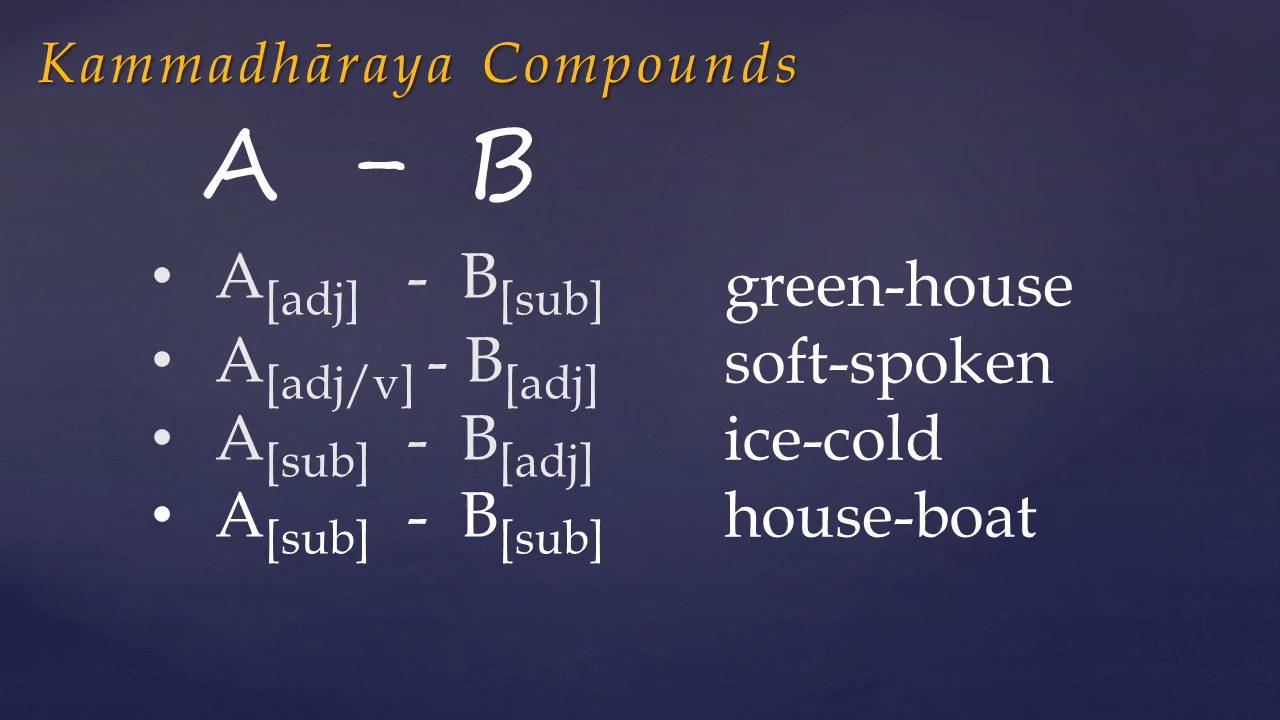 Kammadhāraya Compounds
A - B
• A[adj] - B[sub] green-house
• A[adj/v] - B[adj] soft-spoken
• A[sub] - B[adj] ice-cold
• A[sub] - B[sub] house-boat